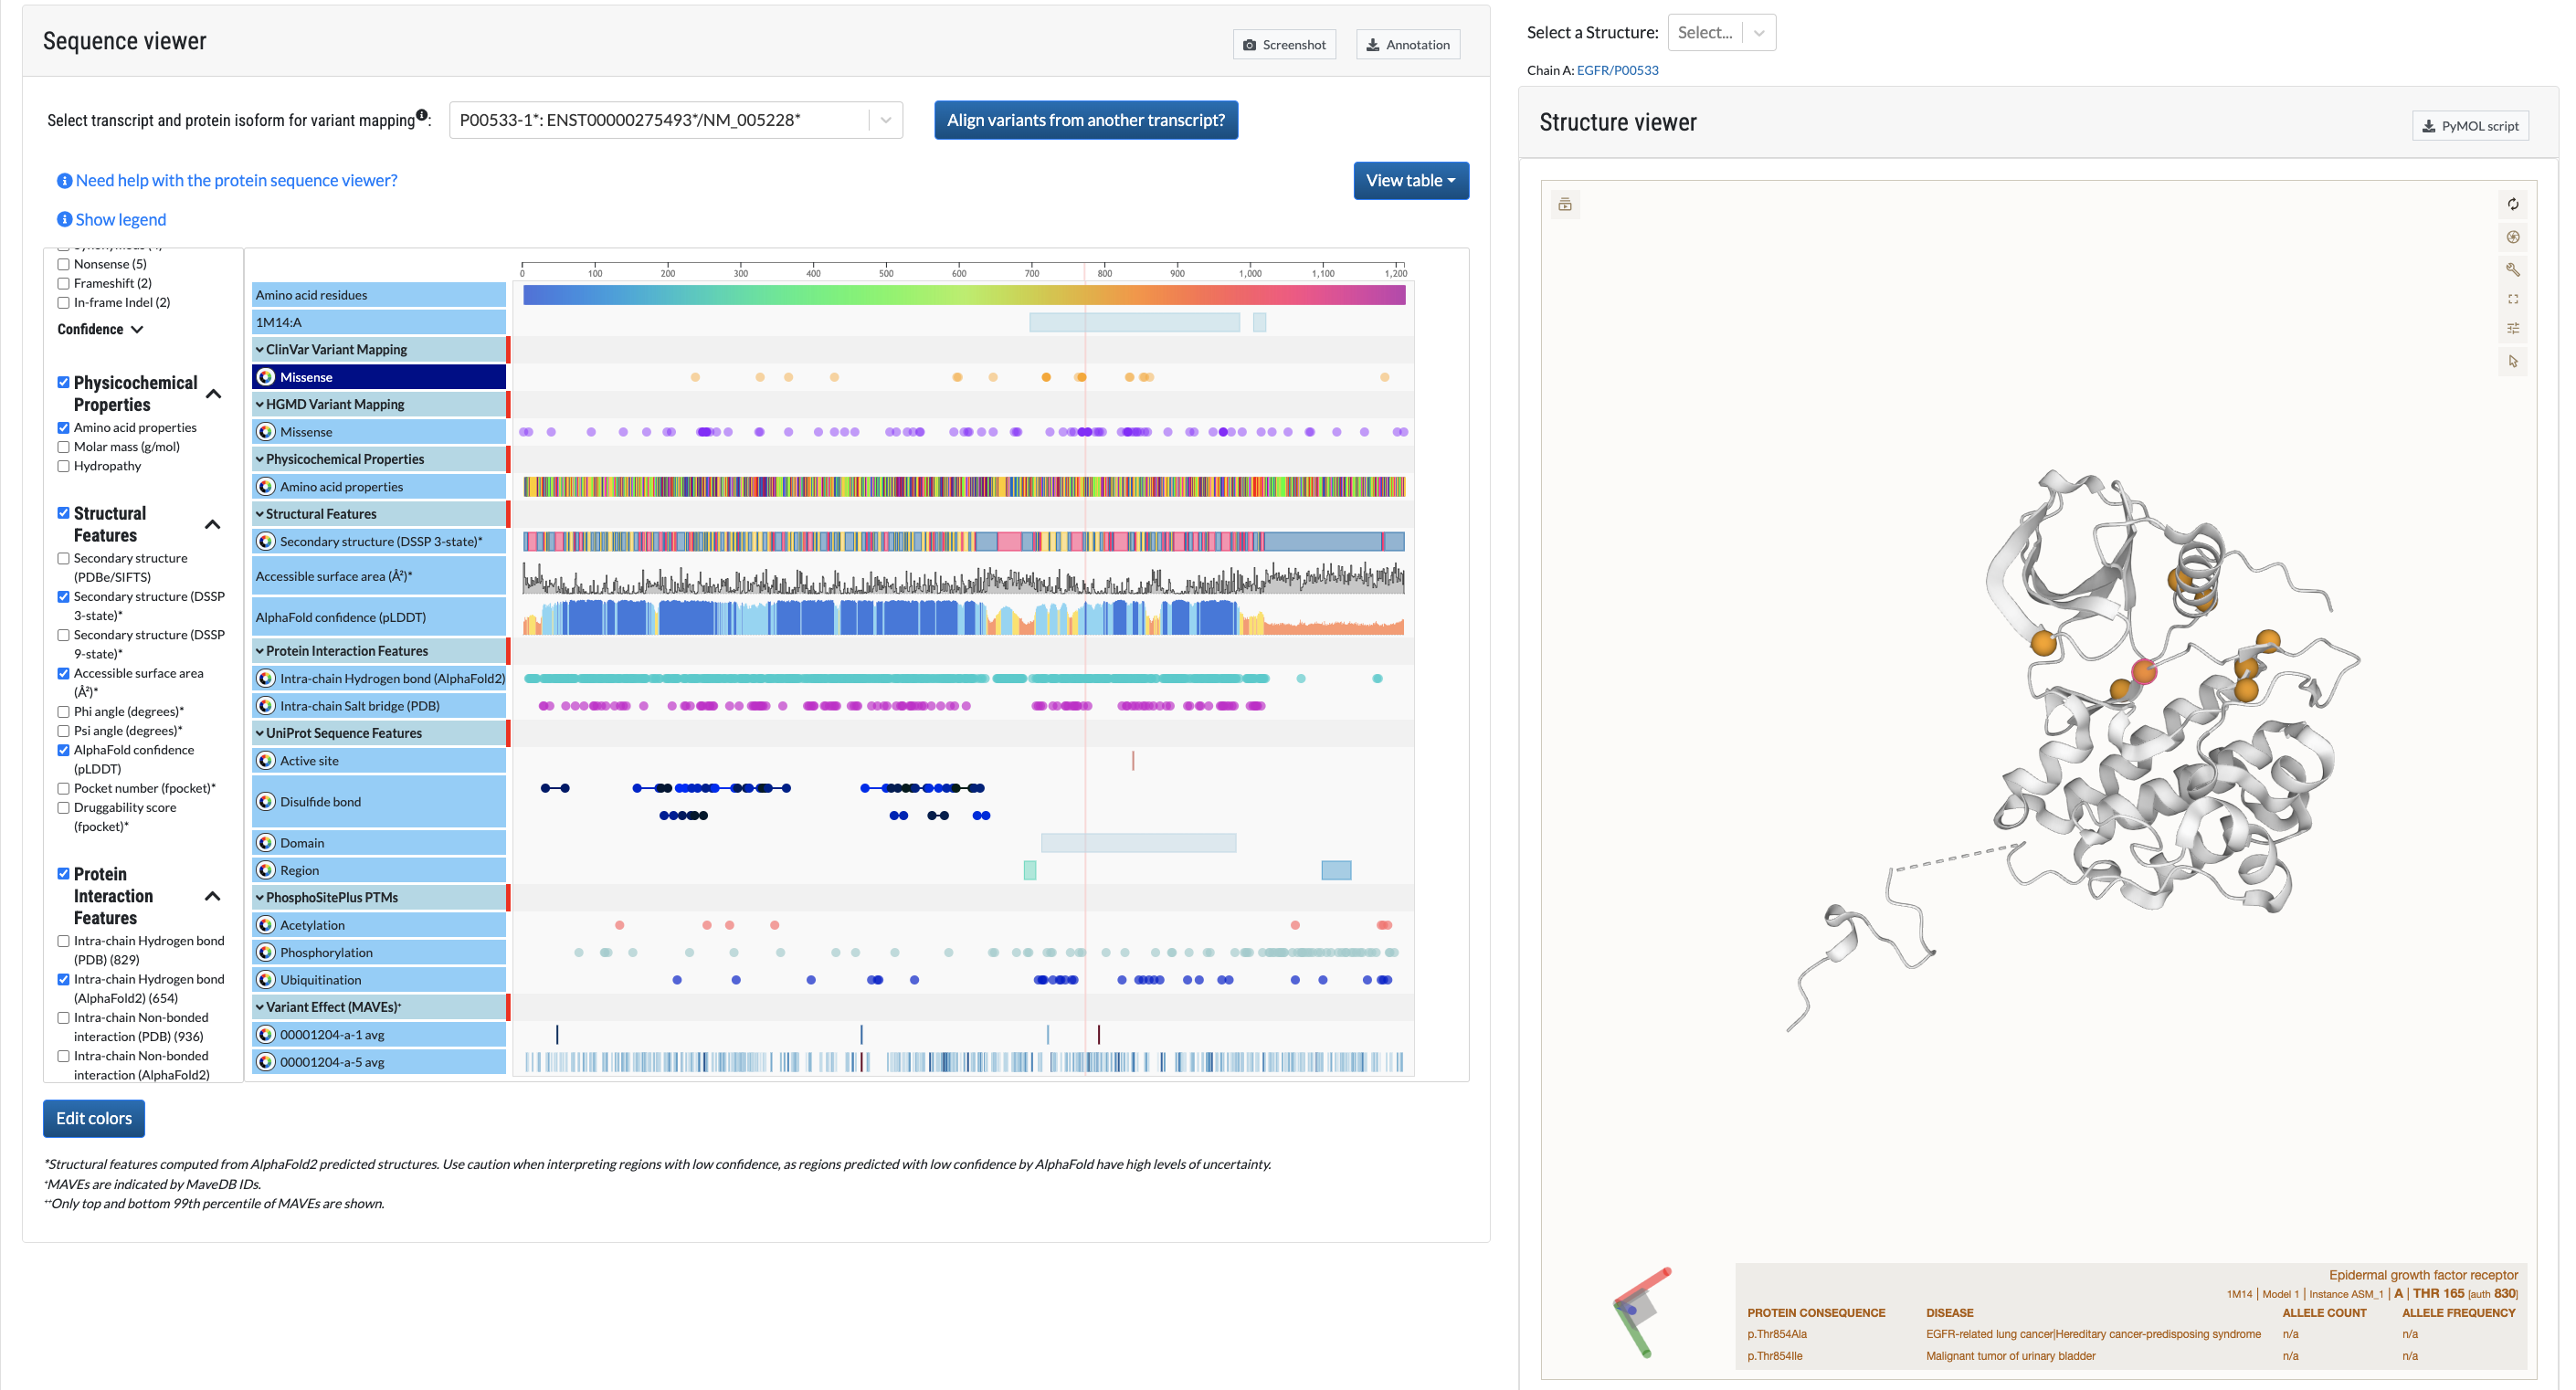 Sequence viewer
Screenshot
Annotation
Select transcript and protein isoform for variant mapping:
P00533-1*: ENST00000275493*/NM_005228*
Align variants from another transcript?
Need help with the protein sequence viewer?
View table
Show legend
Nonsense (5)
Frameshift (2)
In-frame Indel (2)
Confidence
Physicochemical
Properties
Amino acid properties
Molar mass (g/mol)
Hydropathy
Structural
Features
Secondary structure
(PDBe/SIFTS)
Secondary structure (DSSP
3-state)*
Secondary structure (DSSP
9-state)*
Accessible surface area
(Å²)*
Phi angle (degrees)*
Psi angle (degrees)*
AlphaFold confidence
(pLDDT)
Pocket number (fpocket)*
Druggability score
(fpocket)*
Protein
Interaction
Features
Intra-chain Hydrogen bond
(PDB) (829)
Intra-chain Hydrogen bond
(AlphaFold2) (654)
Intra-chain Non-bonded
interaction (PDB) (936)
Intra-chain Non-bonded
interaction (AlphaFold2)
0 100 200 300 400 500 600 700 800 900 1,000 1,100 1,200
Amino acid residues
1M14:A
ClinVar Variant Mapping
Missense
HGMD Variant Mapping
Missense
Physicochemical Properties
Amino acid properties
Structural Features
Secondary structure (DSSP 3-state)*
Accessible surface area (Å²)*
AlphaFold confidence (pLDDT)
Protein Interaction Features
Intra-chain Hydrogen bond (AlphaFold2)
Intra-chain Salt bridge (PDB)
UniProt Sequence Features
Active site
Disulfide bond
Domain
Region
PhosphoSitePlus PTMs
Acetylation
Phosphorylation
Ubiquitination
Variant Effect (MAVEs)⁺
00001204-a-1 avg
00001204-a-5 avg
Edit colors
*Structural features computed from AlphaFold2 predicted structures. Use caution when interpreting regions with low confidence, as regions predicted with low confidence by AlphaFold have high levels of uncertainty.
⁺MAVEs are indicated by MaveDB IDs.
⁺⁺Only top and bottom 99th percentile of MAVEs are shown.
Select a Structure:
Select...
Chain A: EGFR/P00533
Structure viewer
PyMOL script
Epidermal growth factor receptor
1M14 | Model 1 | Instance ASM_1 | A | THR 165 [auth 830]
PROTEIN CONSEQUENCE DISEASE ALLELE COUNT ALLELE FREQUENCY
p.Thr854Ala EGFR-related lung cancer|Hereditary cancer-predisposing syndrome n/a n/a
p.Thr854Ile Malignant tumor of urinary bladder n/a n/a